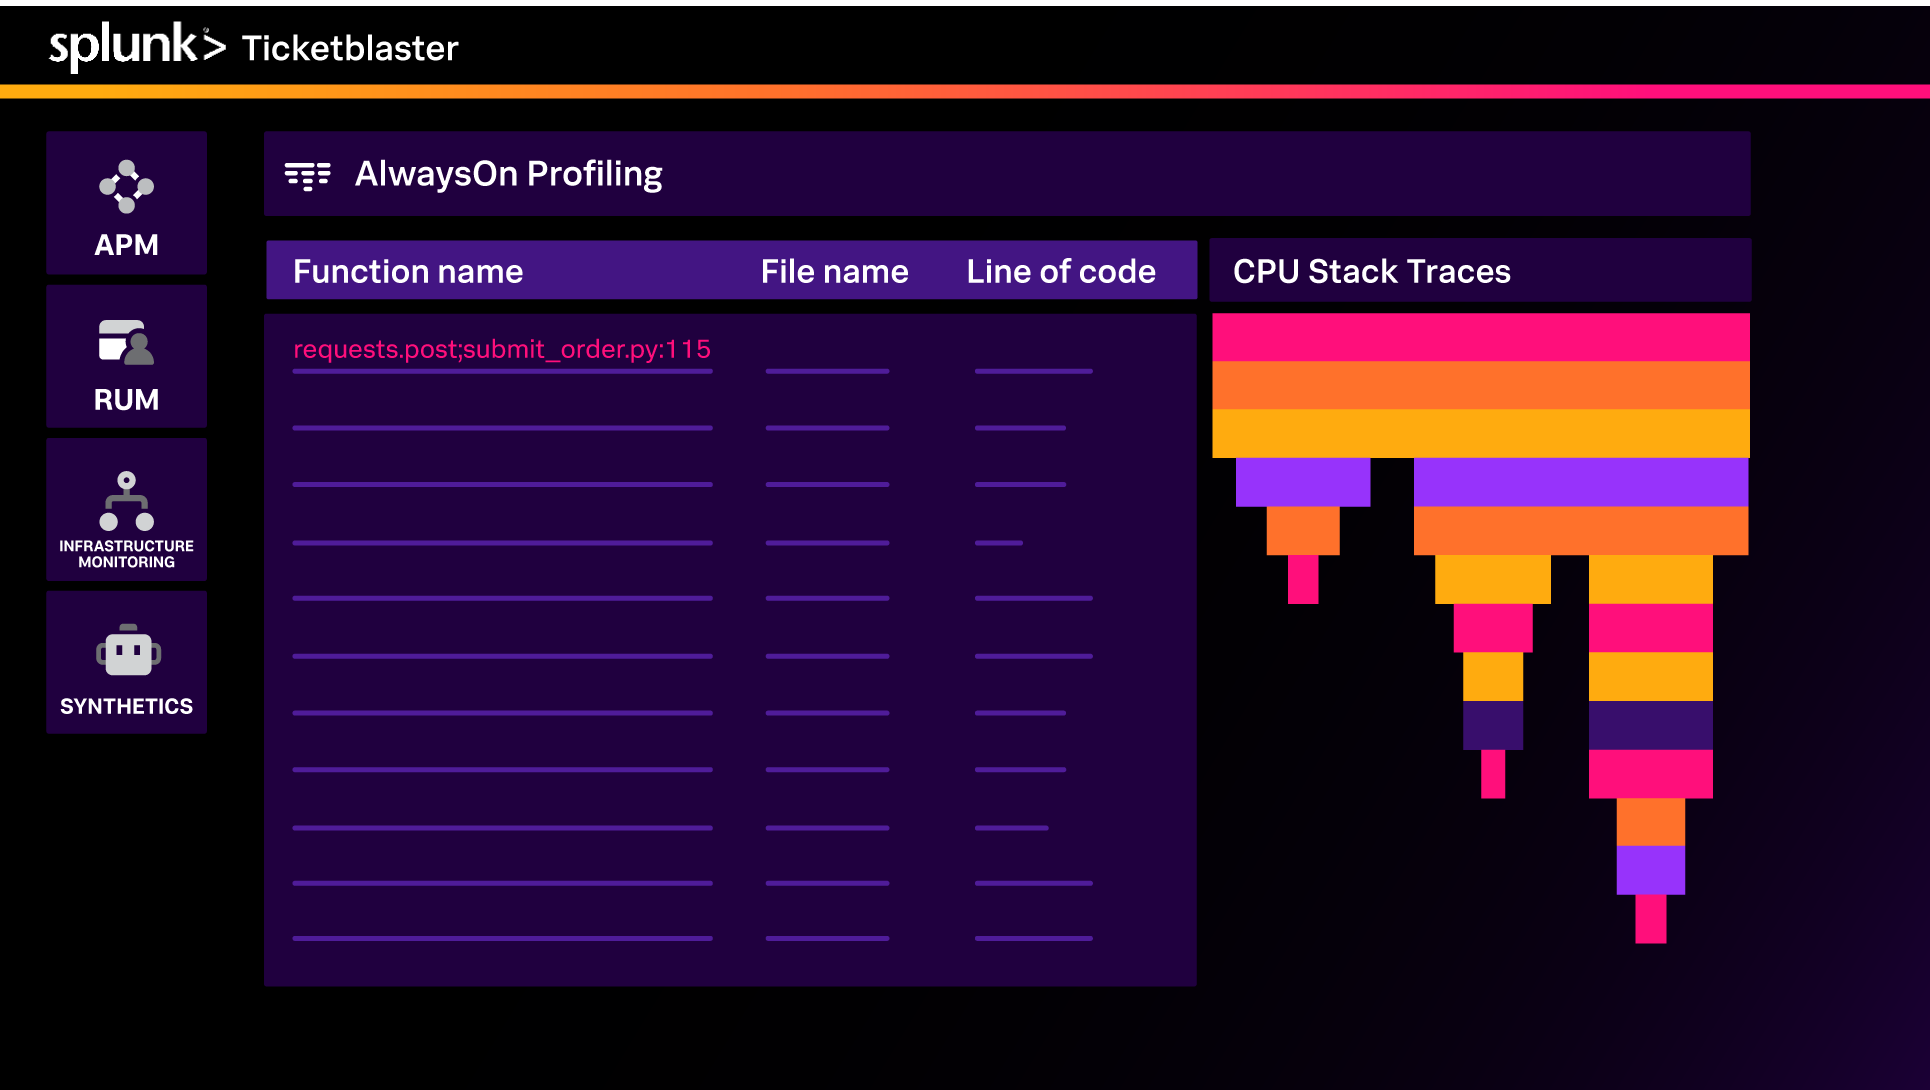 splunk> Ticketblaster
APM
RUM
INFRASTRUCTURE
MONITORING
SYNTHETICS
AlwaysOn Profiling
Function name File name Line of code
requests.post;submit_order.py:115
CPU Stack Traces